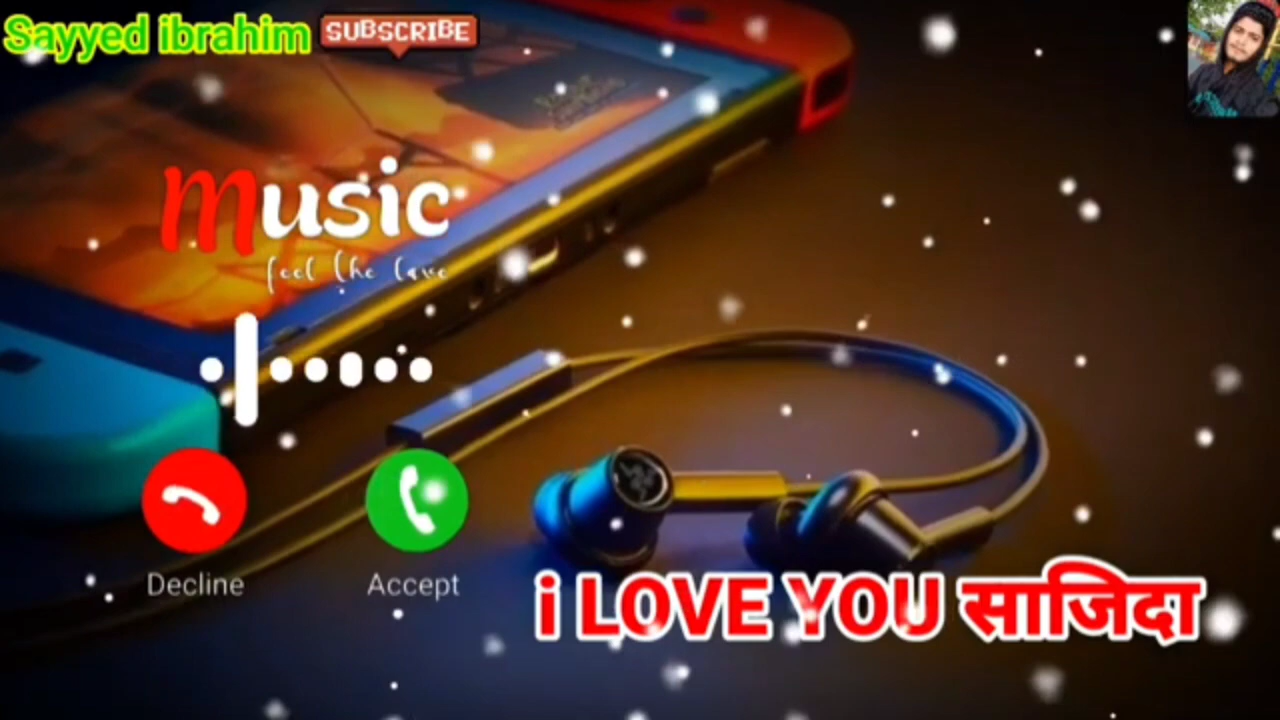 Sayyed ibrahim SUBSCRIBE
music
feel the love
Decline Accept
i LOVE YOU साजिदा